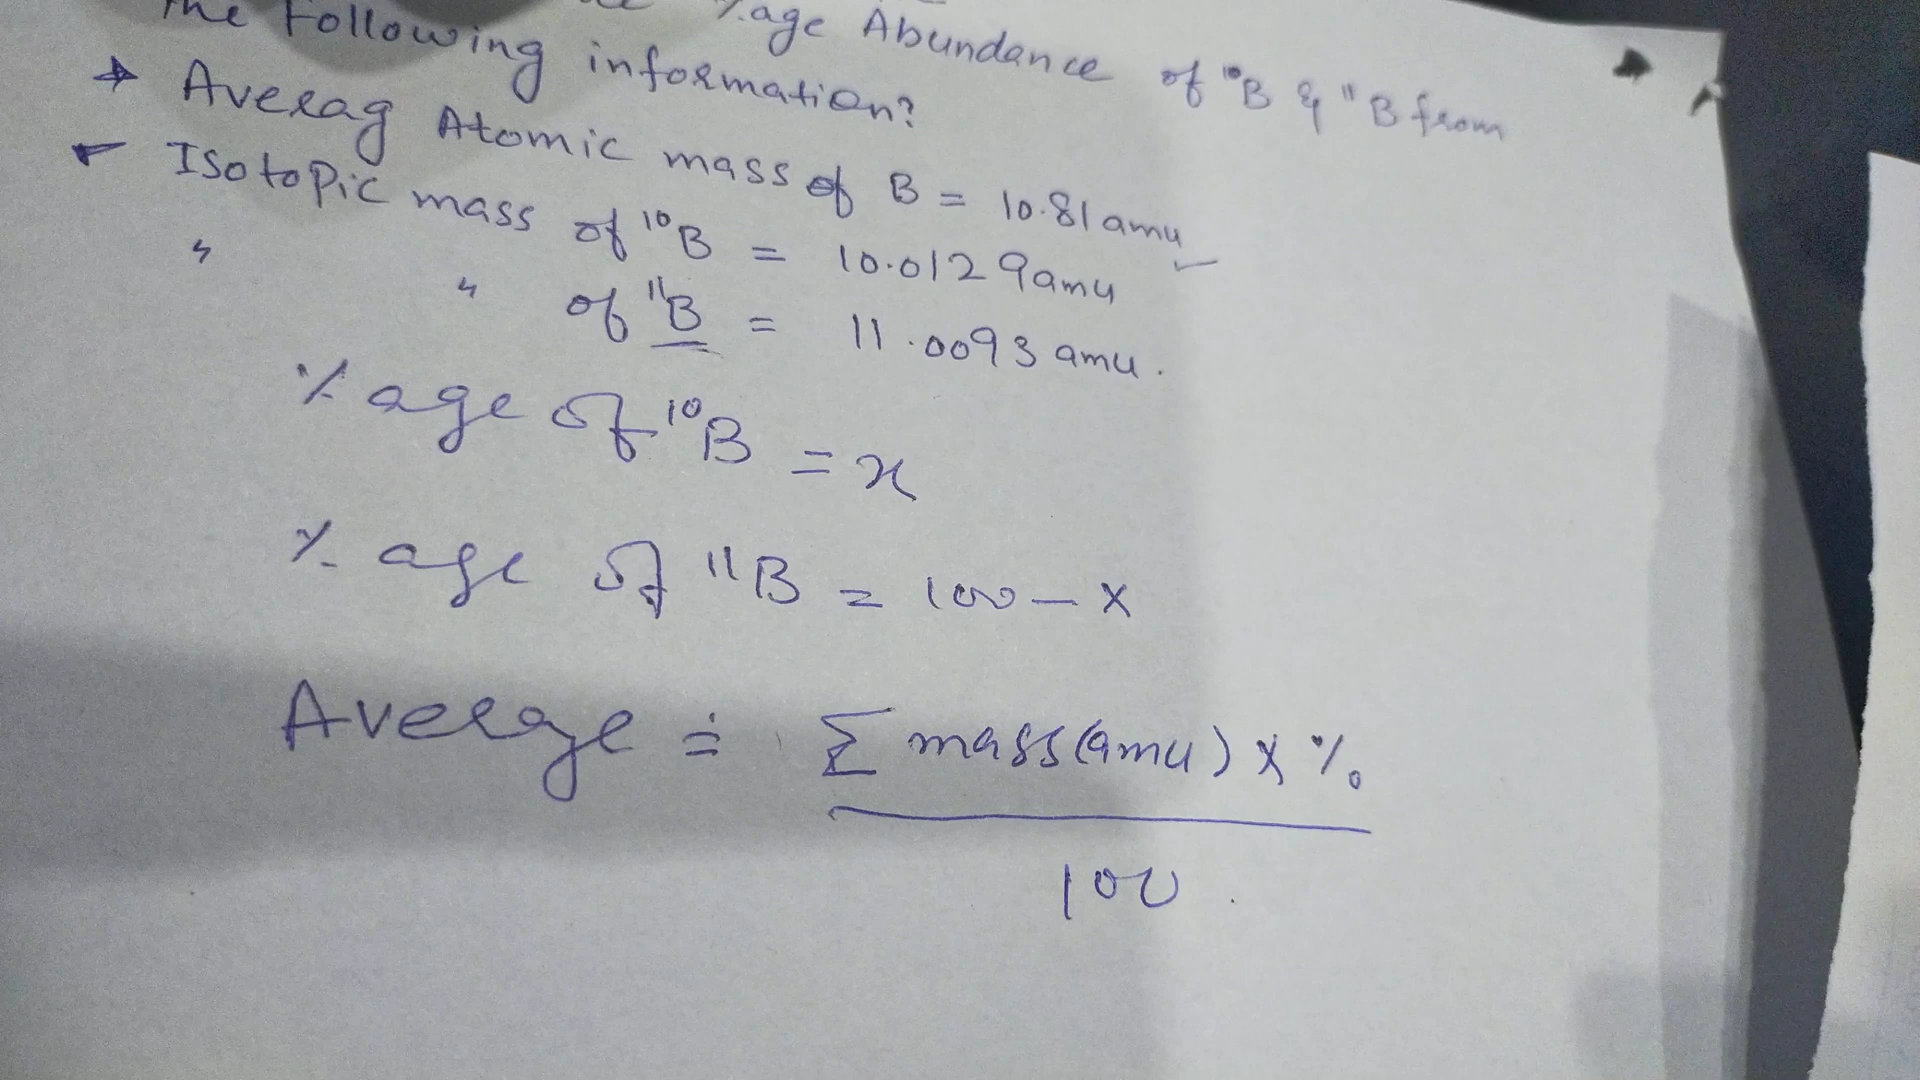 The Following information?
%age Abundance of ¹⁰B & ¹¹B from
Averag Atomic mass of B = 10.81 amu
Isotopic mass of ¹⁰B = 10.0129 amu
" " of ¹¹B = 11.0093 amu.
% age of ¹⁰B = x
% age of ¹¹B = 100 - x
Average = Σ mass(amu) x %
100